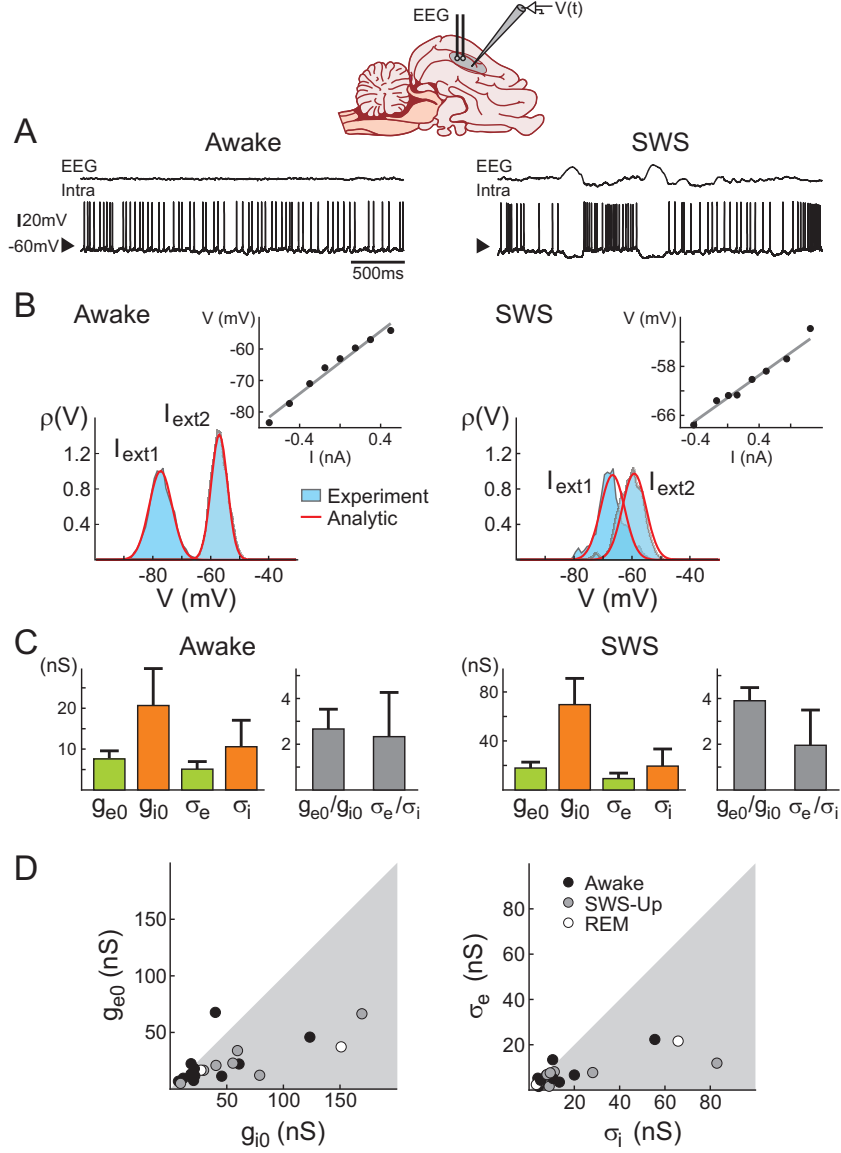 EEG V(t)
A
Awake
SWS
EEG
Intra
20mV
-60mV
500ms
EEG
Intra
B
Awake
V (mV)
-60
-70
-80
-0.4 0.4
I (nA)
ρ(V)
1.2
0.8
0.4
Iext1
Iext2
-80 -60 -40
V (mV)
Experiment
Analytic
SWS
V (mV)
-58
-66
-0.4 0.4
I (nA)
ρ(V)
1.2
0.8
0.4
Iext1
Iext2
-80 -60 -40
V (mV)
C
Awake
(nS)
20
10
ge0 gi0 σe σi
4
2
ge0/gi0 σe/σi
SWS
(nS)
80
40
ge0 gi0 σe σi
4
2
ge0/gi0 σe/σi
D
ge0 (nS)
150
100
50
50 100 150
gi0 (nS)
σe (nS)
80
60
40
20
20 40 60 80
σi (nS)
Awake
SWS-Up
REM